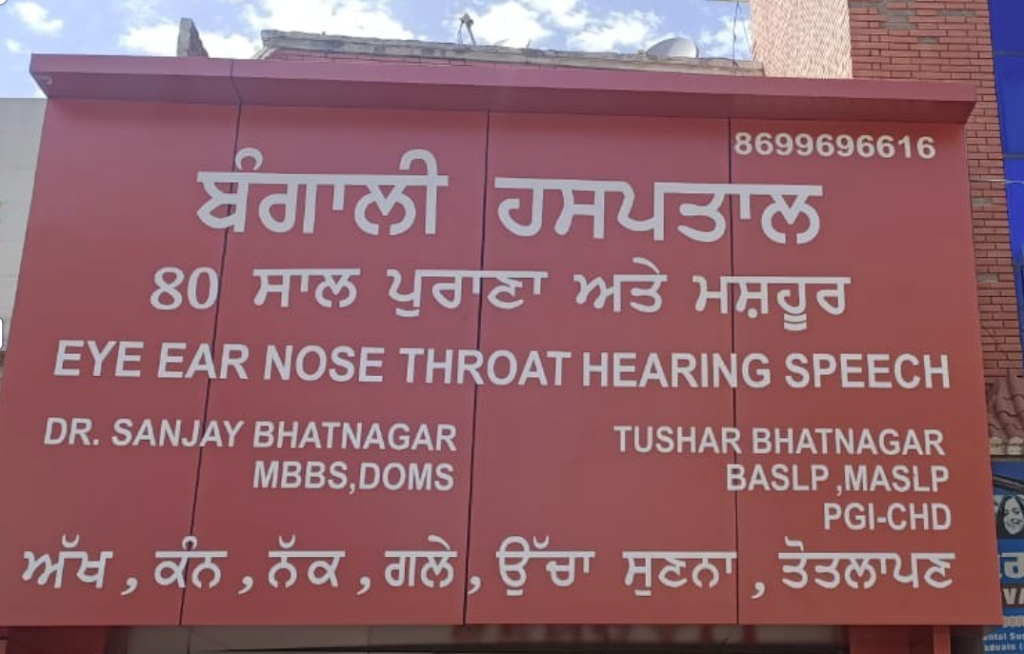 8699696616
ਬੰਗਾਲੀ ਹਸਪਤਾਲ
80 ਸਾਲ ਪੁਰਾਣਾ ਅਤੇ ਮਸ਼ਹੂਰ
EYE EAR NOSE THROAT HEARING SPEECH
DR. SANJAY BHATNAGAR
MBBS,DOMS
TUSHAR BHATNAGAR
BASLP ,MASLP
PGI-CHD
ਅੱਖ , ਕੰਨ , ਨੱਕ , ਗਲੇ , ਉੱਚਾ ਸੁਣਨਾ , ਤੋਤਲਾਪਣ